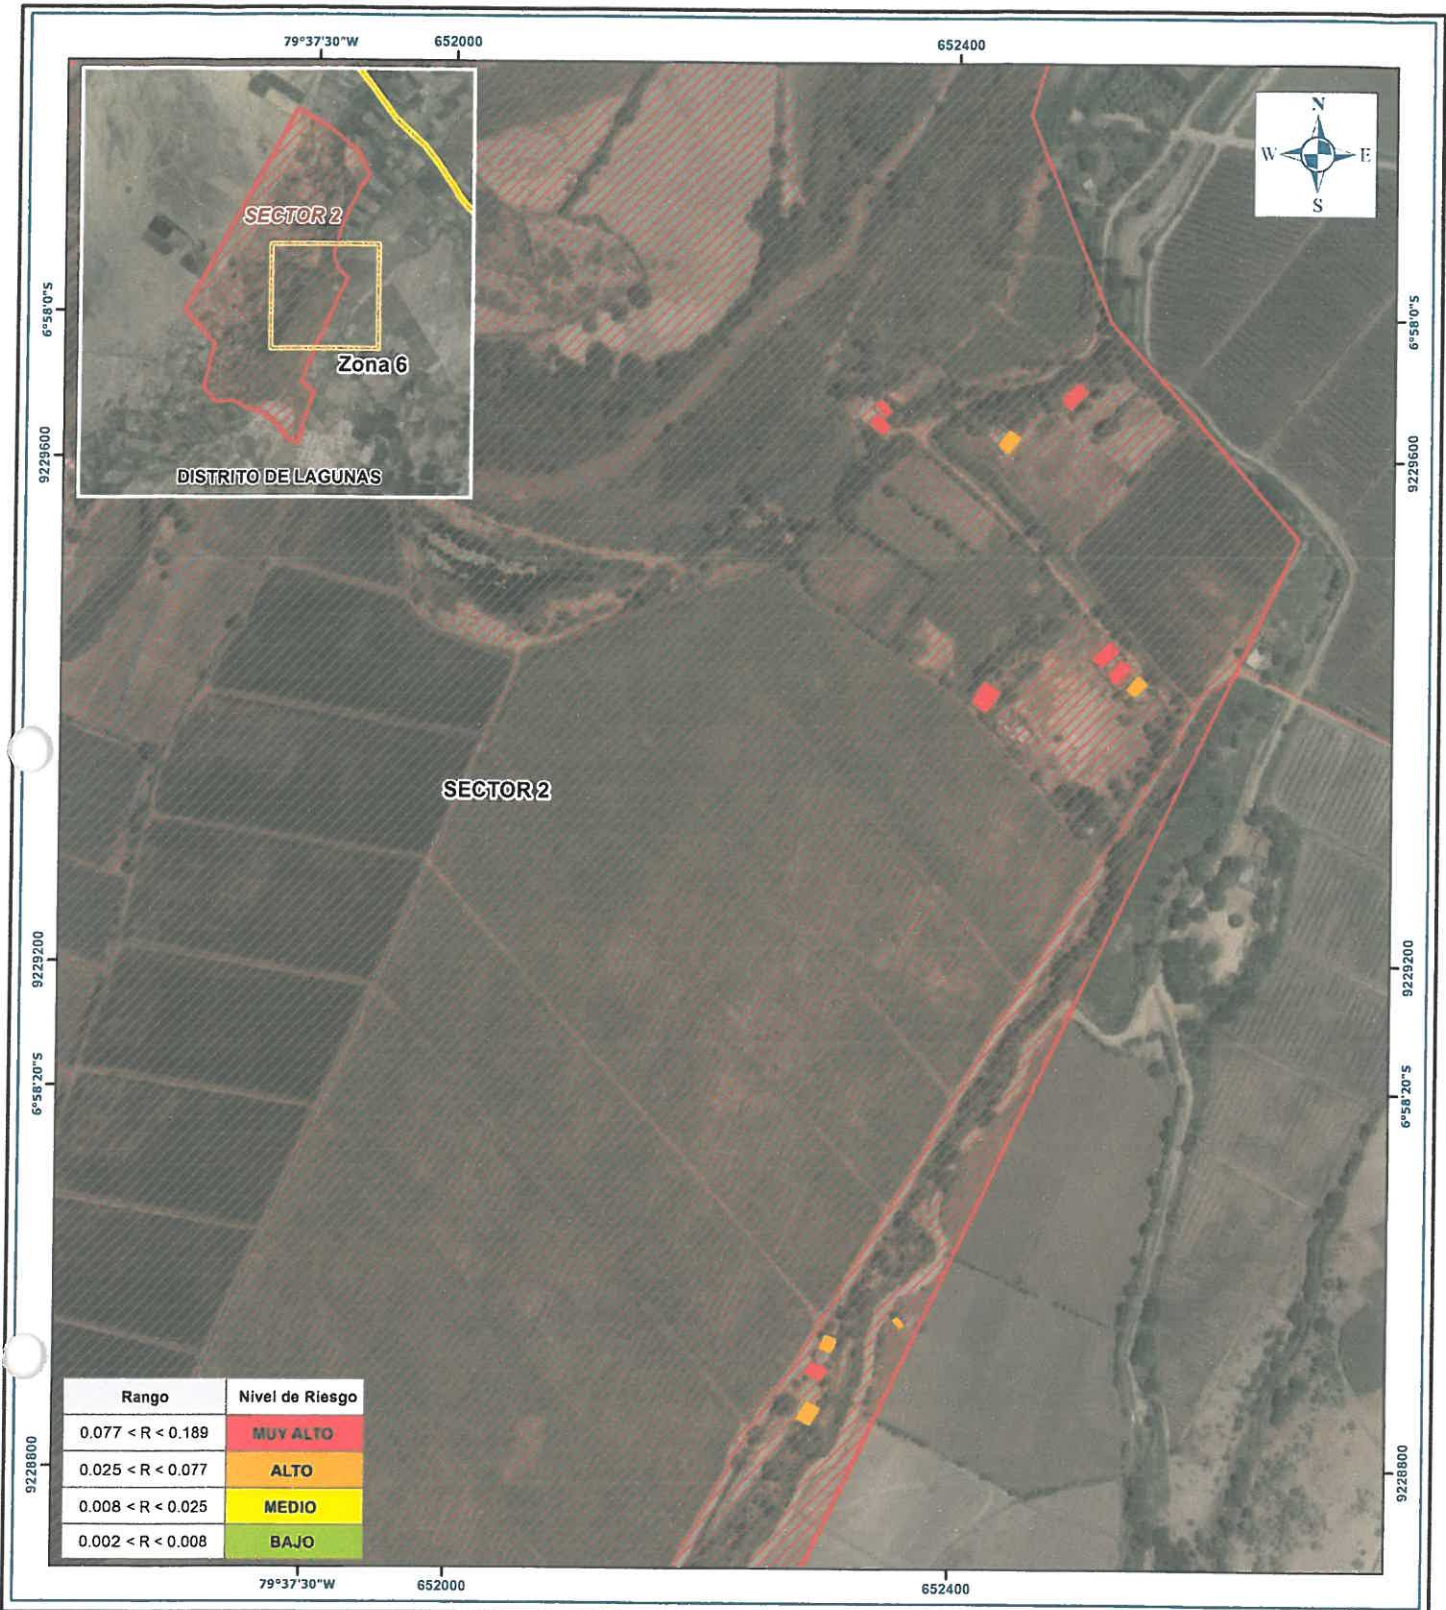 79°37'30"W 652000 652400
N
W E
S
SECTOR 2
Zona 6
DISTRITO DE LAGUNAS
6°58'0"S
6°58'0"S
9229600
9229600
SECTOR 2
9229200
9229200
6°58'20"S
6°58'20"S
Rango Nivel de Riesgo
0.077 < R < 0.189 MUY ALTO
0.025 < R < 0.077 ALTO
0.008 < R < 0.025 MEDIO
0.002 < R < 0.008 BAJO
9228800
9228800
79°37'30"W 652000 652400